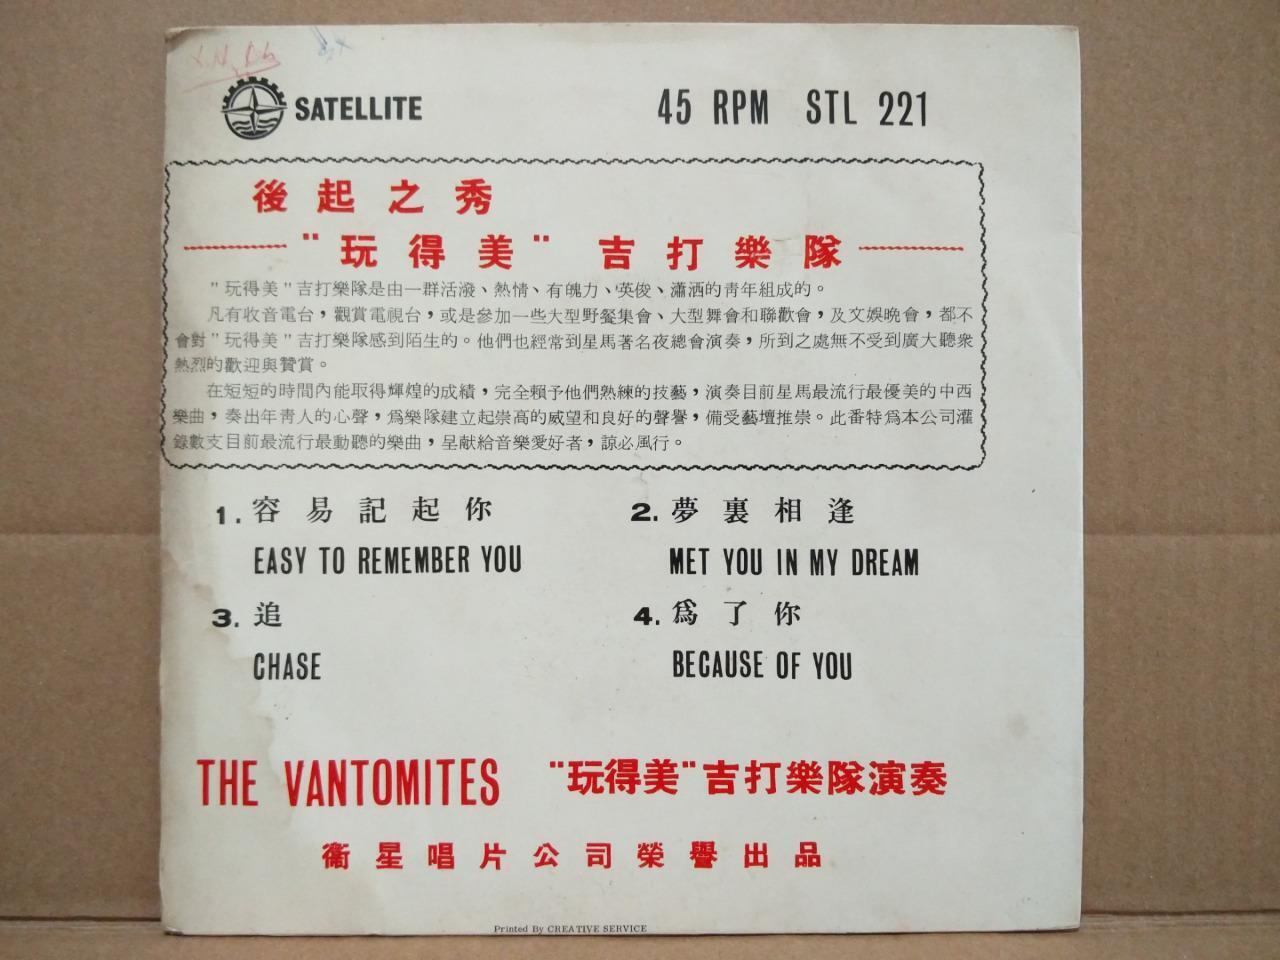 SATELLITE
45 RPM STL 221
後起之秀
"玩得美" 吉打樂隊
"玩得美"吉打樂隊是由一群活潑、熱情、有魄力、英俊、瀟洒的青年組成的。
凡有收音電台，觀賞電視台，或是參加一些大型野餐集會、大型舞會和聯歡會，及文娛晚會，都不
會對"玩得美"吉打樂隊感到陌生的。他們也經常到星馬著名夜總會演奏，所到之處無不受到廣大聽衆
熱烈的歡迎與贊賞。
在短短的時間內能取得輝煌的成績，完全賴予他們熟練的技藝，演奏目前星馬最流行最優美的中西
樂曲，奏出年靑人的心聲，爲樂隊建立起崇高的威望和良好的聲譽，備受藝壇推崇。此番特爲本公司灌
錄數支目前最流行最動聽的樂曲，呈献給音樂愛好者，諒必風行。
1. 容易記起你
EASY TO REMEMBER YOU
2. 夢裏相逢
MET YOU IN MY DREAM
3. 追
CHASE
4. 爲了你
BECAUSE OF YOU
THE VANTOMITES "玩得美"吉打樂隊演奏
衛星唱片公司榮譽出品
Printed By CREATIVE SERVICE